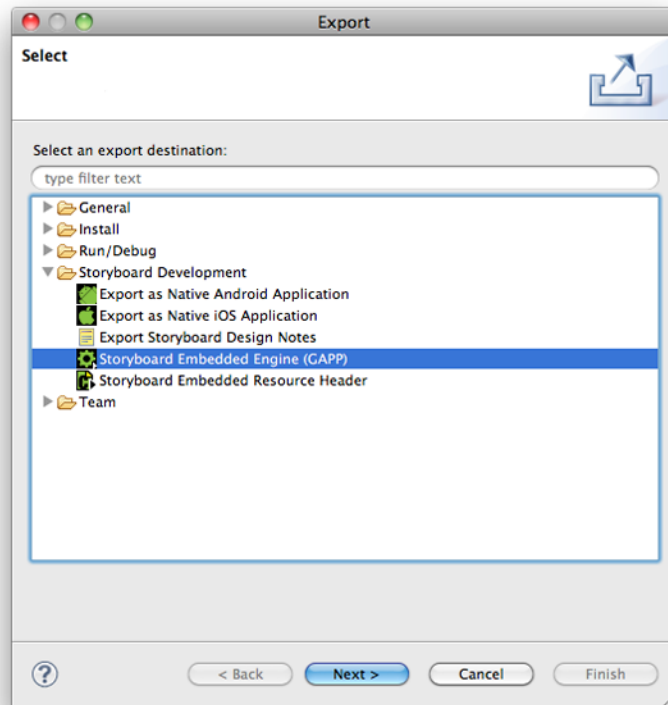 Export
Select
Select an export destination:
type filter text
General
Install
Run/Debug
Storyboard Development
Export as Native Android Application
Export as Native iOS Application
Export Storyboard Design Notes
Storyboard Embedded Engine (GAPP)
Storyboard Embedded Resource Header
Team
? < Back Next > Cancel Finish